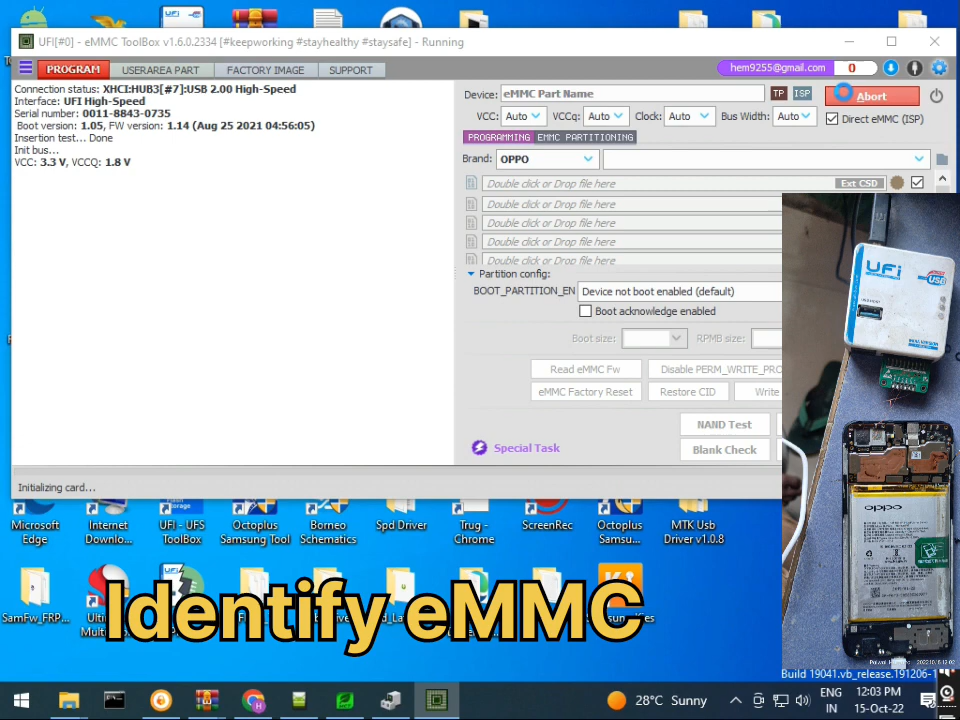 UFI[#0] - eMMC ToolBox v1.6.0.2334 [#keepworking #stayhealthy #staysafe] - Running
PROGRAM USERAREA PART FACTORY IMAGE SUPPORT
hem9255@gmail.com 0
Connection status: XHCI:HUB3[#7]:USB 2.00 High-Speed
Interface: UFI High-Speed
Serial number: 0011-8843-0735
Boot version: 1.05, FW version: 1.14 (Aug 25 2021 04:56:05)
Insertion test... Done
Init bus...
VCC: 3.3 V, VCCQ: 1.8 V
Device: eMMC Part Name TP ISP Abort
VCC: Auto VCCq: Auto Clock: Auto Bus Width: Auto Direct eMMC (ISP)
PROGRAMMING EMMC PARTITIONING
Brand: OPPO
Double click or Drop file here Ext CSD
Double click or Drop file here
Double click or Drop file here
Double click or Drop file here
Double click or Drop file here
Partition config:
BOOT_PARTITION_EN Device not boot enabled (default)
Boot acknowledge enabled
Boot size: RPMB size:
Read eMMC Fw Disable PERM_WRITE_PRO
eMMC Factory Reset Restore CID Write
NAND Test
Special Task Blank Check
Initializing card...
UFi
USB
oppo
Microsoft Edge
Internet Downlo...
UFI - UFS ToolBox
Octoplus Samsung Tool
Borneo Schematics
Spd Driver
Trug - Chrome
ScreenRec
Octoplus Samsu...
MTK Usb Driver v1.0.8
SamFw_FRP...
Identify eMMC
Build 19041.vb_release.191206-1
28°C Sunny
ENG
IN
12:03 PM
15-Oct-22